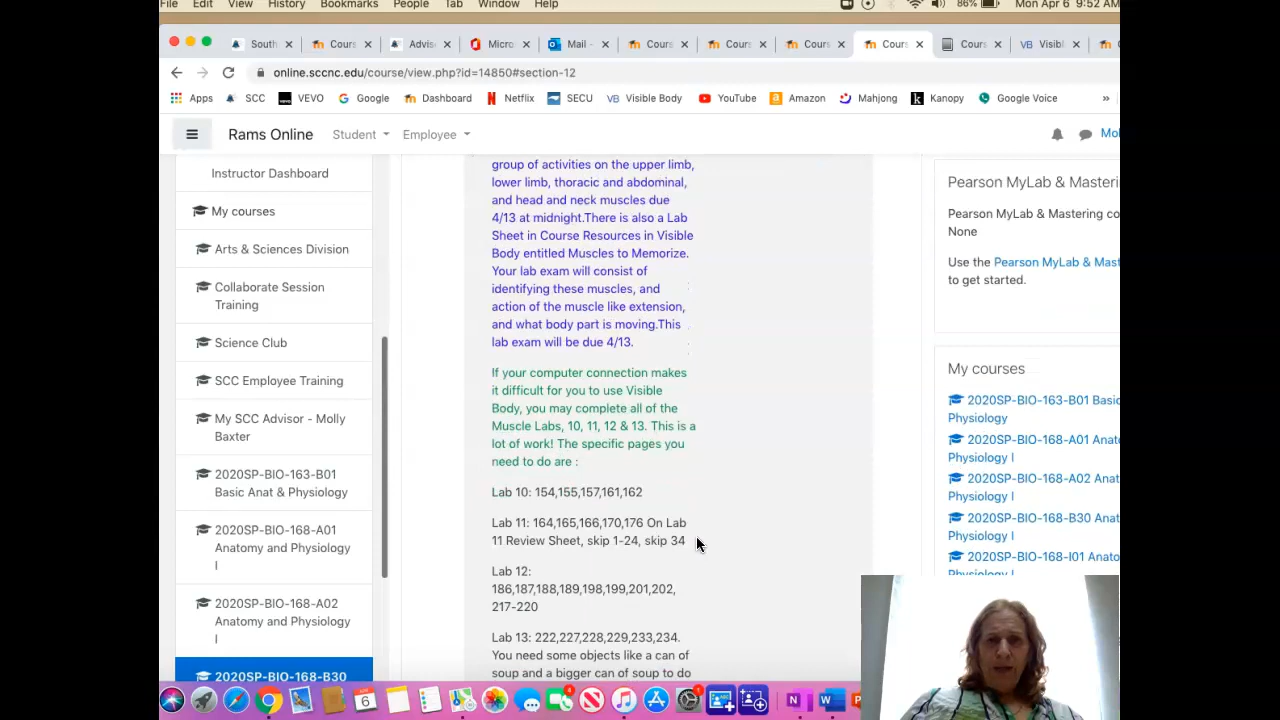 File Edit View History Bookmarks People Tab Window Help 86% Mon Apr 6 9:52 AM
South Cours Advis Micro Mail - Cours Cours Cours Cours Cours Visibl
online.sccnc.edu/course/view.php?id=14850#section-12
Apps SCC VEVO Google Dashboard Netflix SECU Visible Body YouTube Amazon Mahjong Kanopy Google Voice »
Rams Online Student Employee Mol
Instructor Dashboard
My courses
Arts & Sciences Division
Collaborate Session
Training
Science Club
SCC Employee Training
My SCC Advisor - Molly
Baxter
2020SP-BIO-163-B01
Basic Anat & Physiology
2020SP-BIO-168-A01
Anatomy and Physiology
I
2020SP-BIO-168-A02
Anatomy and Physiology
I
2020SP-BIO-168-B30
group of activities on the upper limb,
lower limb, thoracic and abdominal,
and head and neck muscles due
4/13 at midnight.There is also a Lab
Sheet in Course Resources in Visible
Body entitled Muscles to Memorize.
Your lab exam will consist of
identifying these muscles, and
action of the muscle like extension,
and what body part is moving.This
lab exam will be due 4/13.
If your computer connection makes
it difficult for you to use Visible
Body, you may complete all of the
Muscle Labs, 10, 11, 12 & 13. This is a
lot of work! The specific pages you
need to do are :
Lab 10: 154,155,157,161,162
Lab 11: 164,165,166,170,176 On Lab
11 Review Sheet, skip 1-24, skip 34
Lab 12:
186,187,188,189,198,199,201,202,
217-220
Lab 13: 222,227,228,229,233,234.
You need some objects like a can of
soup and a bigger can of soup to do
Pearson MyLab & Masteri
Pearson MyLab & Mastering co
None
Use the Pearson MyLab & Mast
to get started.
My courses
2020SP-BIO-163-B01 Basic
Physiology
2020SP-BIO-168-A01 Anat
Physiology I
2020SP-BIO-168-A02 Anat
Physiology I
2020SP-BIO-168-B30 Anat
Physiology I
2020SP-BIO-168-I01 Anato
Physiology I